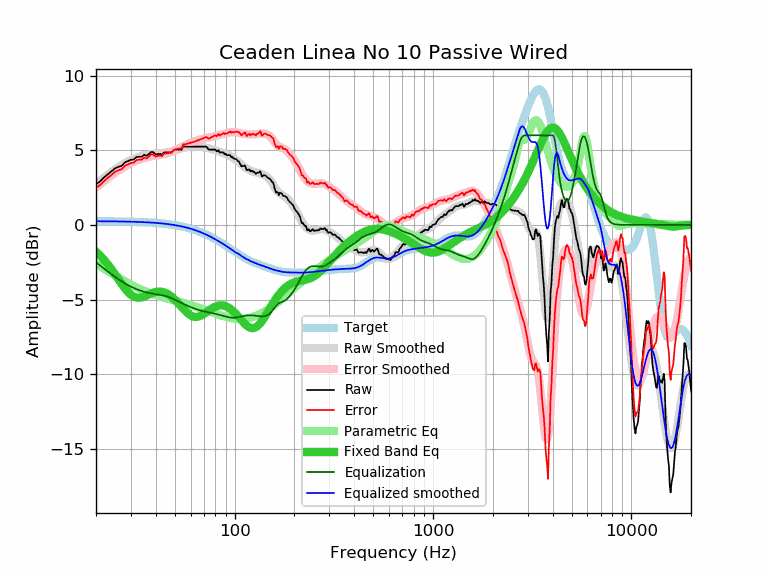 Ceaden Linea No 10 Passive Wired
10
5
0
−5
−10
−15
Amplitude (dBr)
Target
Raw Smoothed
Error Smoothed
Raw
Error
Parametric Eq
Fixed Band Eq
Equalization
Equalized smoothed
100 1000 10000
Frequency (Hz)